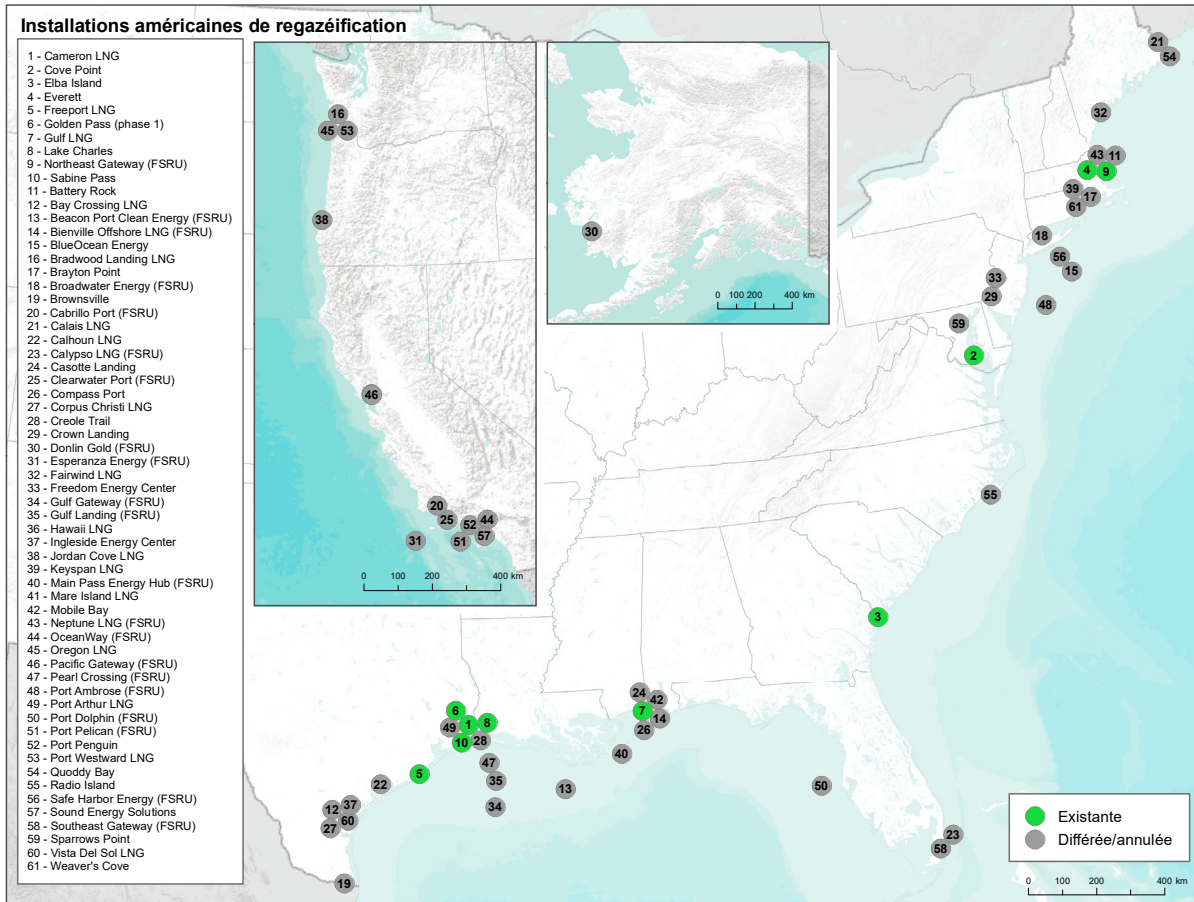 Installations américaines de regazéification
1 - Cameron LNG
2 - Cove Point
3 - Elba Island
4 - Everett
5 - Freeport LNG
6 - Golden Pass (phase 1)
7 - Gulf LNG
8 - Lake Charles
9 - Northeast Gateway (FSRU)
10 - Sabine Pass
11 - Battery Rock
12 - Bay Crossing LNG
13 - Beacon Port Clean Energy (FSRU)
14 - Bienville Offshore LNG (FSRU)
15 - BlueOcean Energy
16 - Bradwood Landing LNG
17 - Brayton Point
18 - Broadwater Energy (FSRU)
19 - Brownsville
20 - Cabrillo Port (FSRU)
21 - Calais LNG
22 - Calhoun LNG
23 - Calypso LNG (FSRU)
24 - Casotte Landing
25 - Clearwater Port (FSRU)
26 - Compass Port
27 - Corpus Christi LNG
28 - Creole Trail
29 - Crown Landing
30 - Donlin Gold (FSRU)
31 - Esperanza Energy (FSRU)
32 - Fairwind LNG
33 - Freedom Energy Center
34 - Gulf Gateway (FSRU)
35 - Gulf Landing (FSRU)
36 - Hawaii LNG
37 - Ingleside Energy Center
38 - Jordan Cove LNG
39 - Keyspan LNG
40 - Main Pass Energy Hub (FSRU)
41 - Mare Island LNG
42 - Mobile Bay
43 - Neptune LNG (FSRU)
44 - OceanWay (FSRU)
45 - Oregon LNG
46 - Pacific Gateway (FSRU)
47 - Pearl Crossing (FSRU)
48 - Port Ambrose (FSRU)
49 - Port Arthur LNG
50 - Port Dolphin (FSRU)
51 - Port Pelican (FSRU)
52 - Port Penguin
53 - Port Westward LNG
54 - Quoddy Bay
55 - Radio Island
56 - Safe Harbor Energy (FSRU)
57 - Sound Energy Solutions
58 - Southeast Gateway (FSRU)
59 - Sparrows Point
60 - Vista Del Sol LNG
61 - Weaver's Cove
16
45 53
38
46
20
25
52
44
57
51
31
0 100 200 400 km
30
0 100 200 400 km
21
54
32
43 11
4 9
39
17
61
18
56
15
33
29
48
59
2
55
3
24
42
7
14
26
40
6
1
8
49
10
28
47
5
35
22
13
34
37
12
60
27
19
50
23
58
Existante
Différée/annulée
0 100 200 400 km